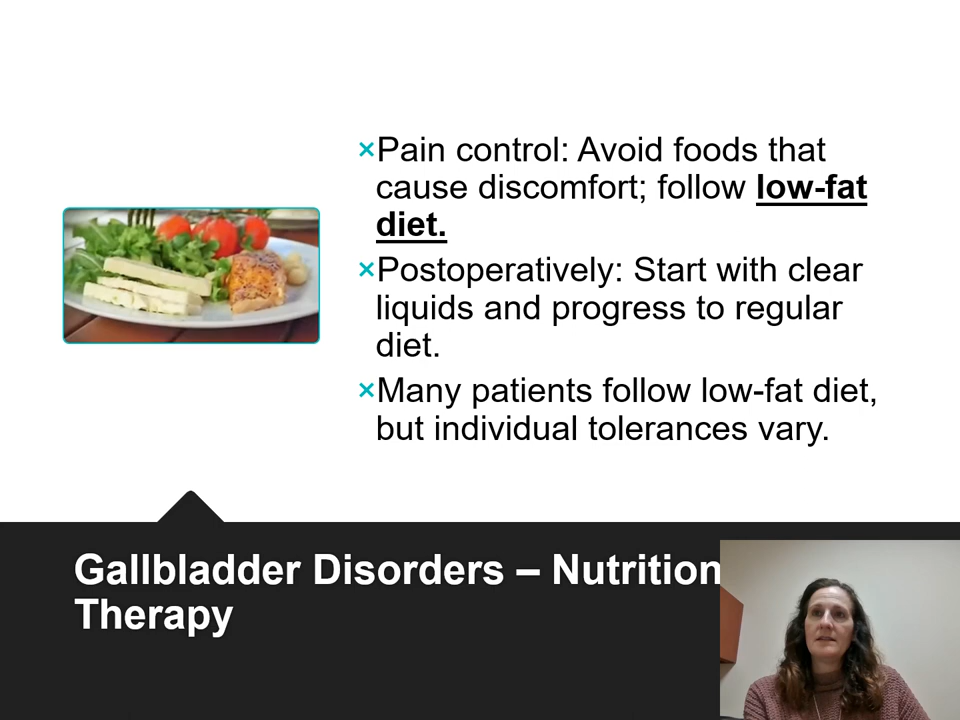 ×Pain control: Avoid foods that
cause discomfort; follow low-fat
diet.
×Postoperatively: Start with clear
liquids and progress to regular
diet.
×Many patients follow low-fat diet,
but individual tolerances vary.
Gallbladder Disorders – Nutrition
Therapy